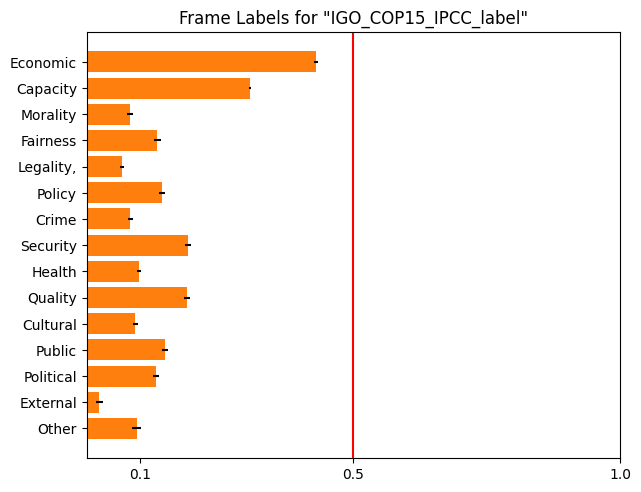 Frame Labels for "IGO_COP15_IPCC_label"
Economic
Capacity
Morality
Fairness
Legality,
Policy
Crime
Security
Health
Quality
Cultural
Public
Political
External
Other
0.1 0.5 1.0